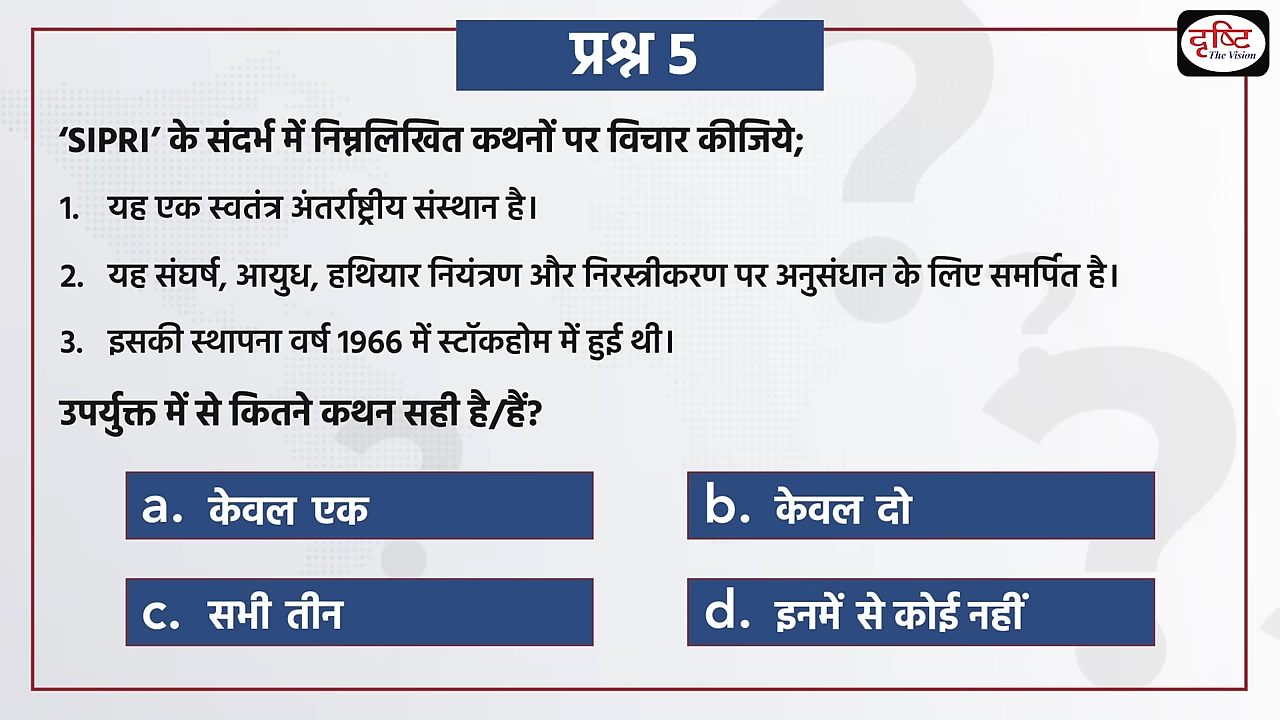 प्रश्न 5
दृष्टि
The Vision
‘SIPRI’ के संदर्भ में निम्नलिखित कथनों पर विचार कीजिये;
1. यह एक स्वतंत्र अंतर्राष्ट्रीय संस्थान है।
2. यह संघर्ष, आयुध, हथियार नियंत्रण और निरस्त्रीकरण पर अनुसंधान के लिए समर्पित है।
3. इसकी स्थापना वर्ष 1966 में स्टॉकहोम में हुई थी।
उपर्युक्त में से कितने कथन सही है/हैं?
a. केवल एक
b. केवल दो
c. सभी तीन
d. इनमें से कोई नहीं